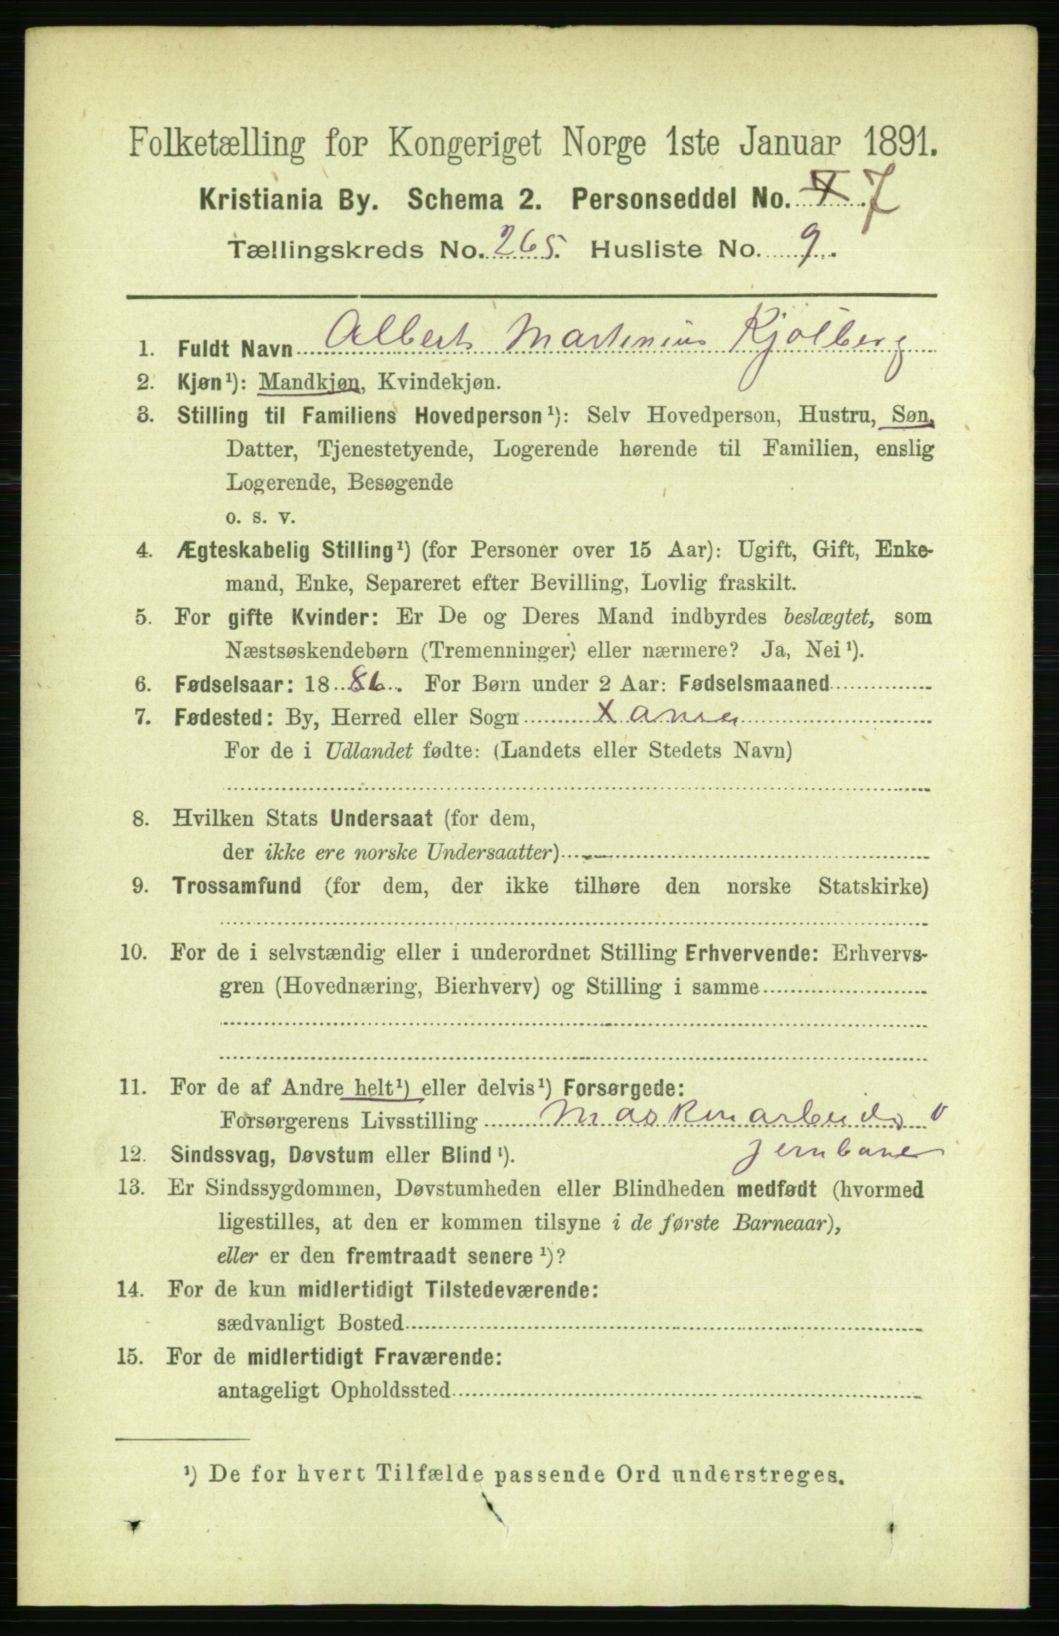 Folketælling for Kongeriget Norge 1ste Januar 1891.
Kristiania By. Schema 2. Personseddel No. 7
Tællingskreds No. 265. Husliste No. 9.
1. Fuldt Navn Albert Martinius Kjølberg
2. Kjøn¹): Mandkjøn, Kvindekjøn.
3. Stilling til Familiens Hovedperson¹): Selv Hovedperson, Hustru, Søn,
Datter, Tjenestetyende, Logerende hørende til Familien, enslig
Logerende, Besøgende
o. s. v.
4. Ægteskabelig Stilling¹) (for Personer over 15 Aar): Ugift, Gift, Enke-
mand, Enke, Separeret efter Bevilling, Lovlig fraskilt.
5. For gifte Kvinder: Er De og Deres Mand indbyrdes beslægtet, som
Næstsøskendebørn (Tremenninger) eller nærmere? Ja, Nei¹).
6. Fødselsaar: 1886. For Børn under 2 Aar: Fødselsmaaned
7. Fødested: By, Herred eller Sogn Xania
For de i Udlandet fødte: (Landets eller Stedets Navn)
8. Hvilken Stats Undersaat (for dem,
der ikke ere norske Undersaatter)
9. Trossamfund (for dem, der ikke tilhøre den norske Statskirke)
10. For de i selvstændig eller i underordnet Stilling Erhvervende: Erhvervs-
gren (Hovednæring, Bierhverv) og Stilling i samme
11. For de af Andre helt¹) eller delvis¹) Forsørgede:
Forsørgerens Livsstilling Maskinarbeider v
Jernbane
12. Sindssvag, Døvstum eller Blind¹).
13. Er Sindssygdommen, Døvstumheden eller Blindheden medfødt (hvormed
ligestilles, at den er kommen tilsyne i de første Barneaar),
eller er den fremtraadt senere¹)?
14. For de kun midlertidigt Tilstedeværende:
sædvanligt Bosted
15. For de midlertidigt Fraværende:
antageligt Opholdssted
¹) De for hvert Tilfælde passende Ord understreges.